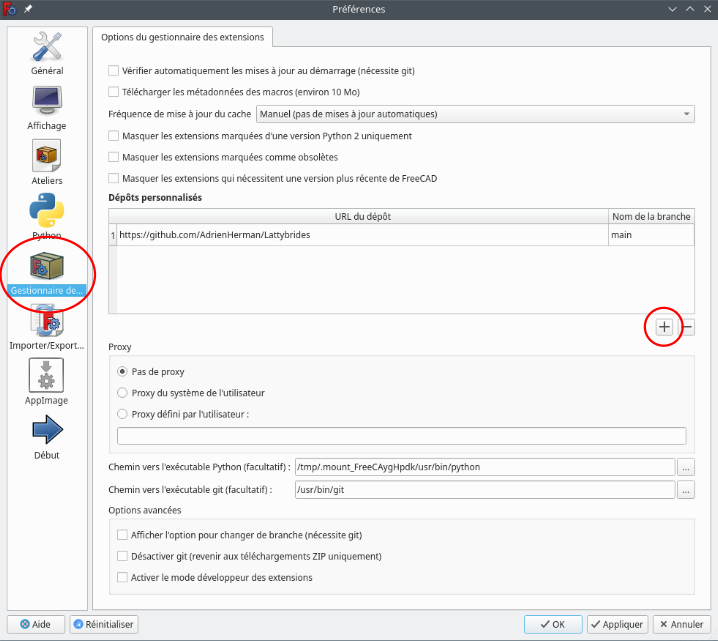 Préférences
Options du gestionnaire des extensions
Général
Affichage
Ateliers
Python
Gestionnaire de...
Importer/Export...
AppImage
Début
Vérifier automatiquement les mises à jour au démarrage (nécessite git)
Télécharger les métadonnées des macros (environ 10 Mo)
Fréquence de mise à jour du cache Manuel (pas de mises à jour automatiques)
Masquer les extensions marquées d'une version Python 2 uniquement
Masquer les extensions marquées comme obsolètes
Masquer les extensions qui nécessitent une version plus récente de FreeCAD
Dépôts personnalisés
URL du dépôt Nom de la branche
1 https://github.com/AdrienHerman/Lattybrides main
Proxy
Pas de proxy
Proxy du système de l'utilisateur
Proxy défini par l'utilisateur :
Chemin vers l'exécutable Python (facultatif) : /tmp/.mount_FreeCAygHpdk/usr/bin/python ...
Chemin vers l'exécutable git (facultatif) : /usr/bin/git ...
Options avancées
Afficher l'option pour changer de branche (nécessite git)
Désactiver git (revenir aux téléchargements ZIP uniquement)
Activer le mode développeur des extensions
Aide Réinitialiser OK Appliquer Annuler